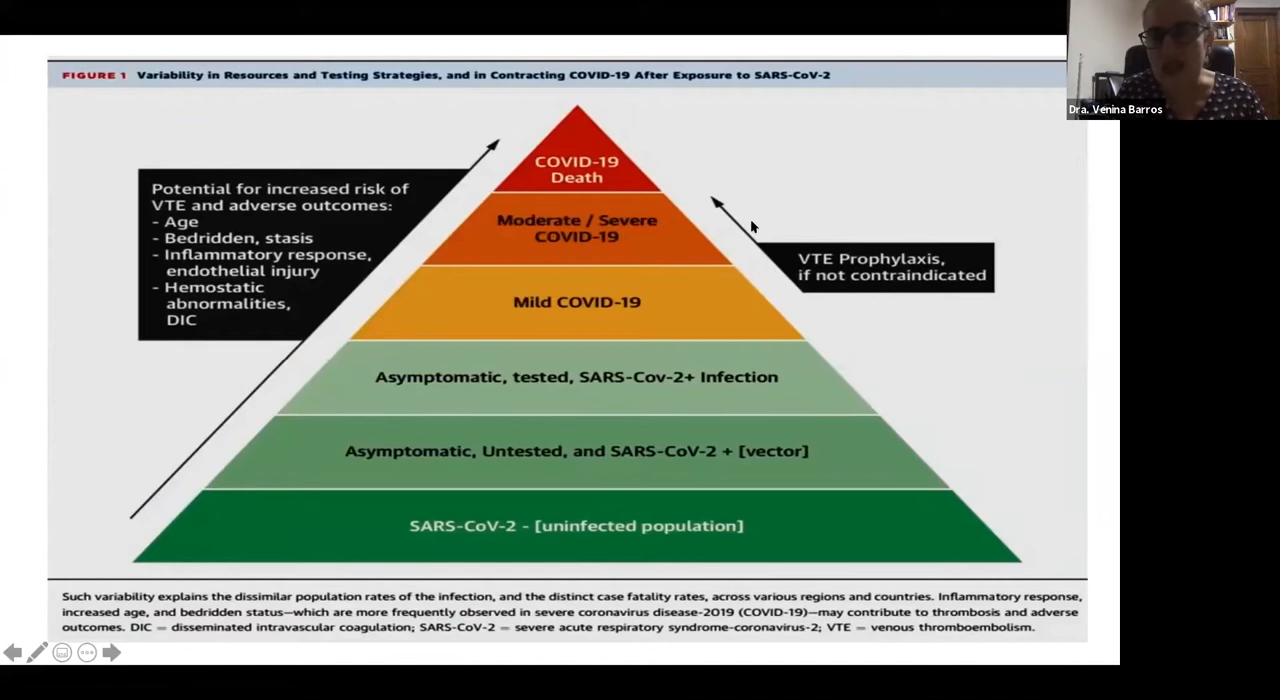 FIGURE 1 Variability in Resources and Testing Strategies, and in Contracting COVID-19 After Exposure to SARS-CoV-2
Dra. Venina Barros
COVID-19
Death
Potential for increased risk of
VTE and adverse outcomes:
- Age
- Bedridden, stasis
- Inflammatory response,
endothelial injury
- Hemostatic
abnormalities,
DIC
Moderate / Severe
COVID-19
VTE Prophylaxis,
if not contraindicated
Mild COVID-19
Asymptomatic, tested, SARS-Cov-2+ Infection
Asymptomatic, Untested, and SARS-CoV-2 + [vector]
SARS-CoV-2 - [uninfected population]
Such variability explains the dissimilar population rates of the infection, and the distinct case fatality rates, across various regions and countries. Inflammatory response,
increased age, and bedridden status—which are more frequently observed in severe coronavirus disease-2019 (COVID-19)—may contribute to thrombosis and adverse
outcomes. DIC = disseminated intravascular coagulation; SARS-CoV-2 = severe acute respiratory syndrome-coronavirus-2; VTE = venous thromboembolism.